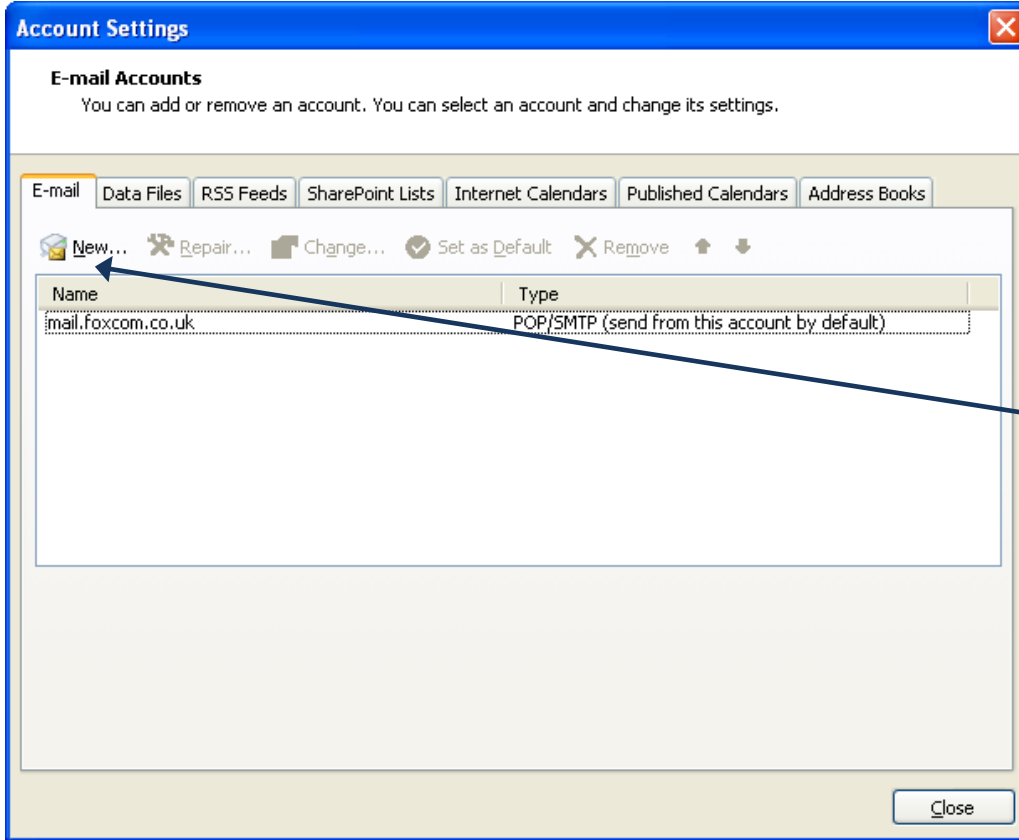 Account Settings
E-mail Accounts
You can add or remove an account. You can select an account and change its settings.
E-mail Data Files RSS Feeds SharePoint Lists Internet Calendars Published Calendars Address Books
New... Repair... Change... Set as Default Remove
Name Type
mail.foxcom.co.uk POP/SMTP (send from this account by default)
Close